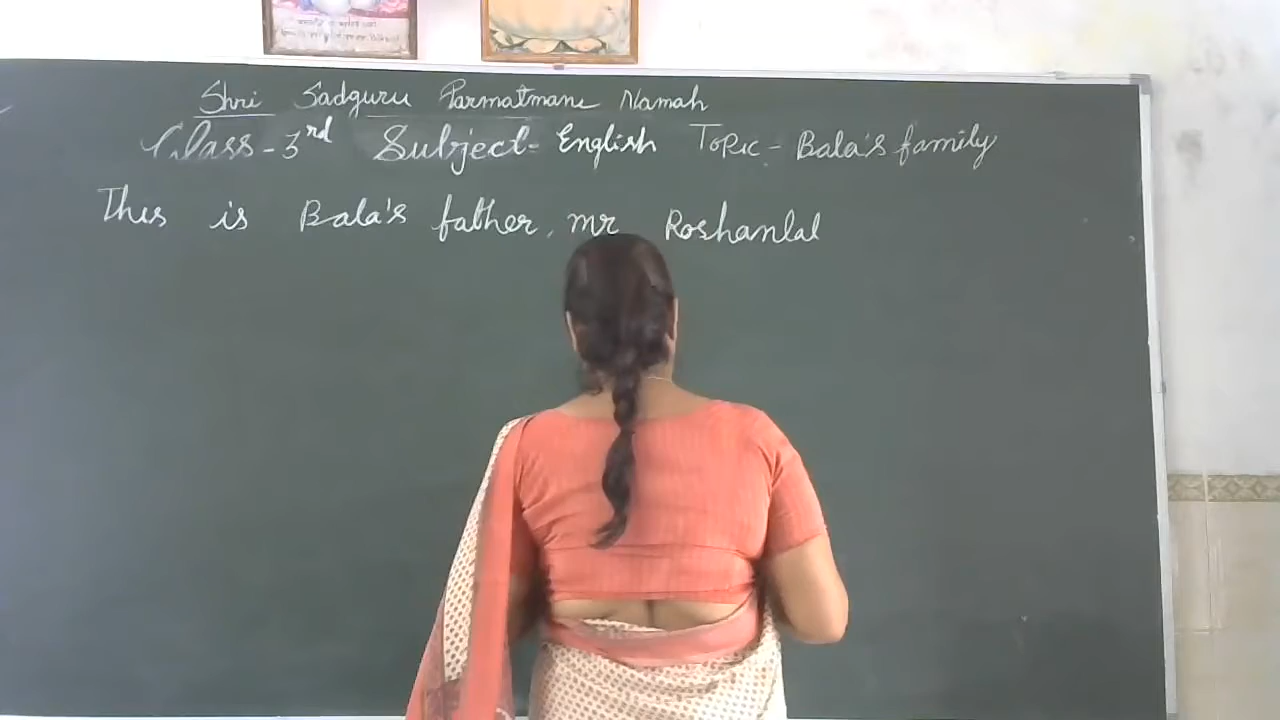 Shri Sadguru Parmatmane Namah
Class - 3rd Subject - English Topic - Bala's family
This is Bala's father, mr Roshanlal